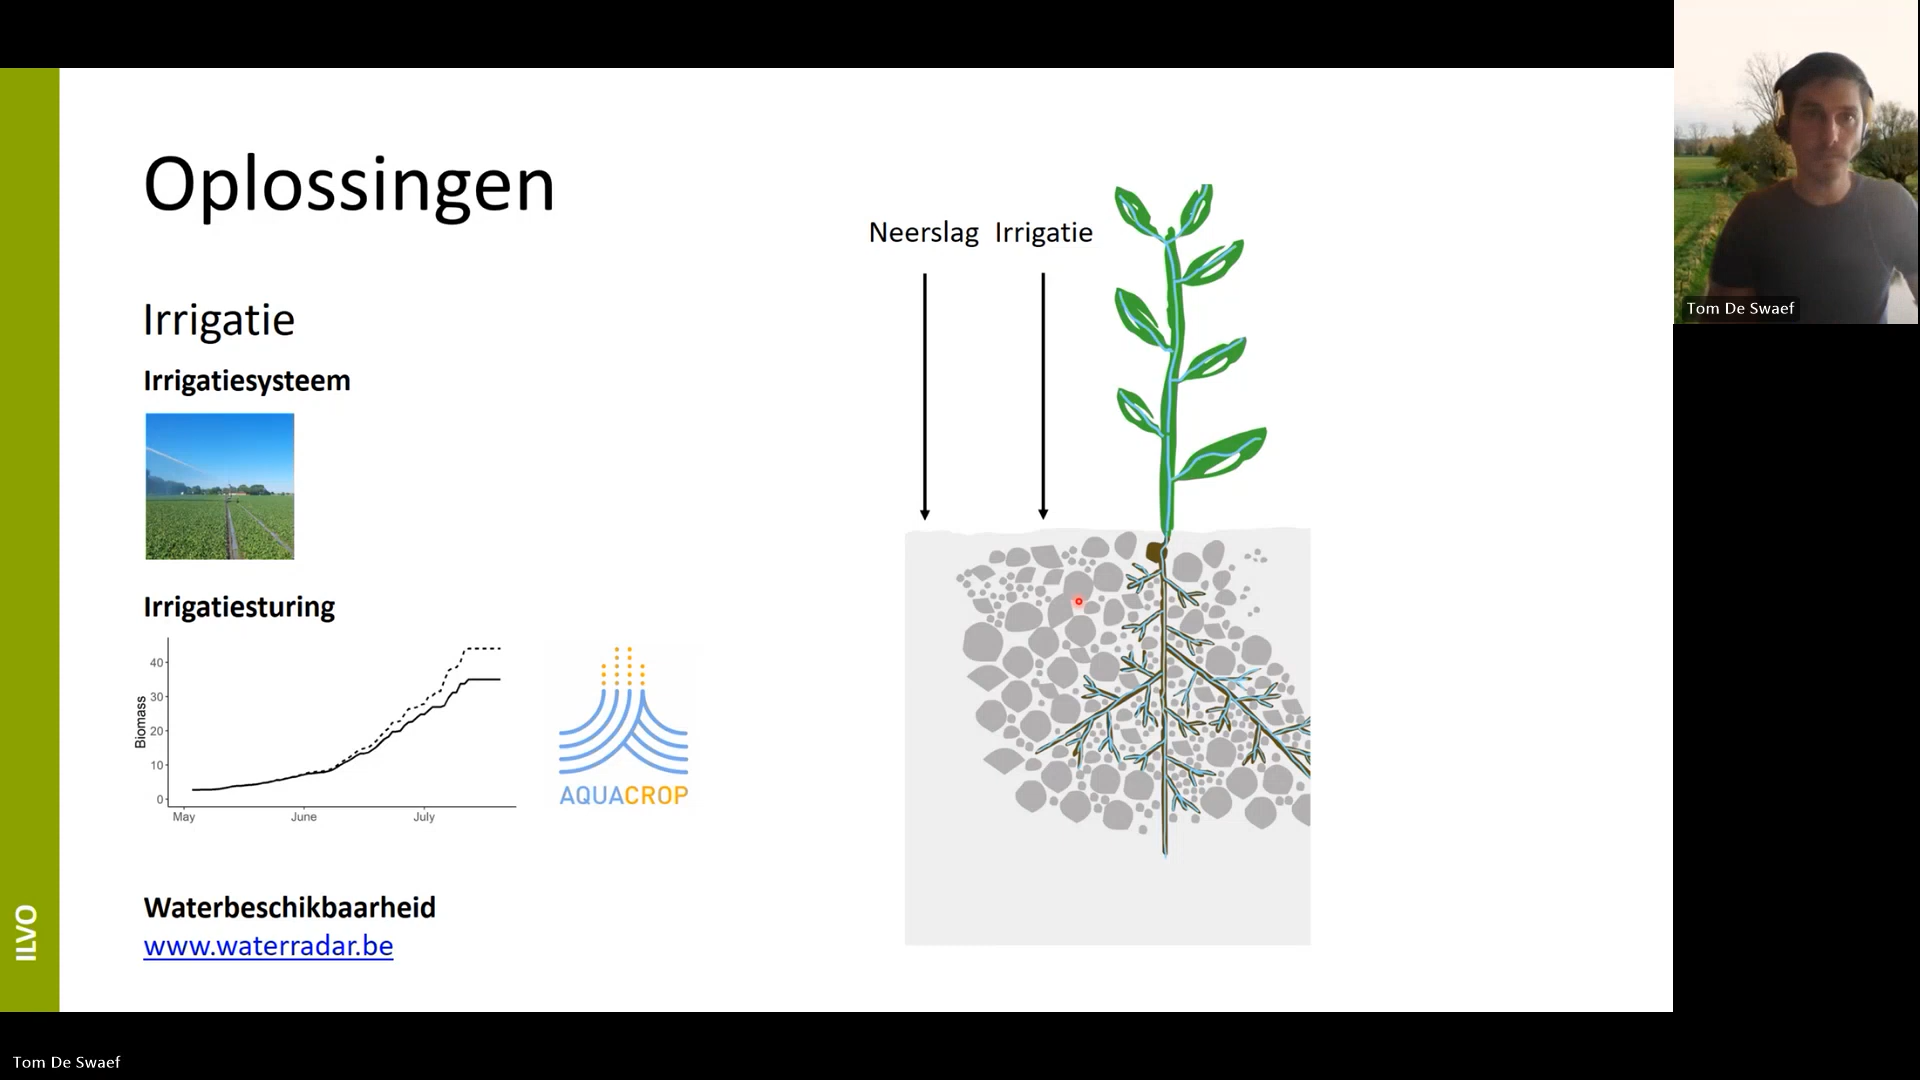 Oplossingen
Neerslag Irrigatie
Irrigatie
Irrigatiesysteem
Irrigatiesturing
40
30
20
10
0
Biomass
May June July
AQUACROP
Waterbeschikbaarheid
www.waterradar.be
ILVO
Tom De Swaef
Tom De Swaef